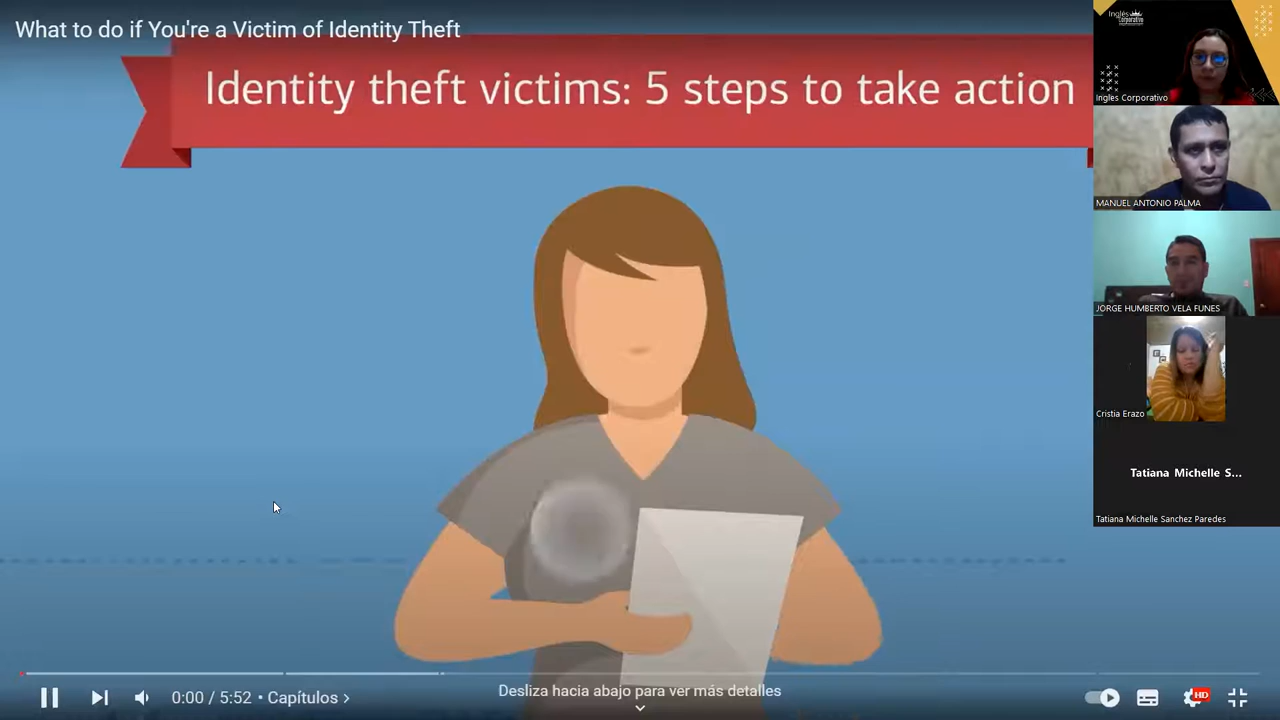 What to do if You're a Victim of Identity Theft
Identity theft victims: 5 steps to take action
0:00 / 5:52 • Capítulos >
Desliza hacia abajo para ver más detalles
HD
Inglés
Corporativo
Ingles Corporativo
MANUEL ANTONIO PALMA
JORGE HUMBERTO VELA FUNES
Cristia Erazo
Tatiana Michelle S...
Tatiana Michelle Sanchez Paredes